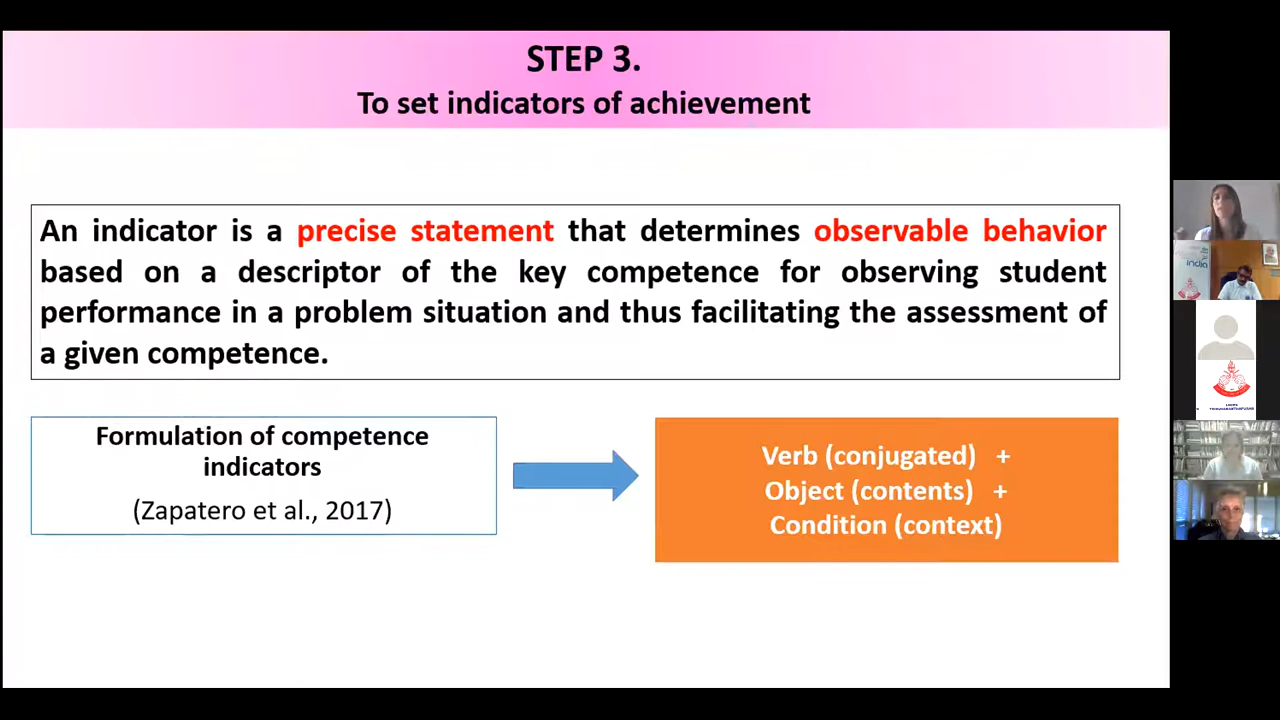 STEP 3.
To set indicators of achievement
An indicator is a precise statement that determines observable behavior
based on a descriptor of the key competence for observing student
performance in a problem situation and thus facilitating the assessment of
a given competence.
Formulation of competence
indicators
(Zapatero et al., 2017)
Verb (conjugated) +
Object (contents) +
Condition (context)
india